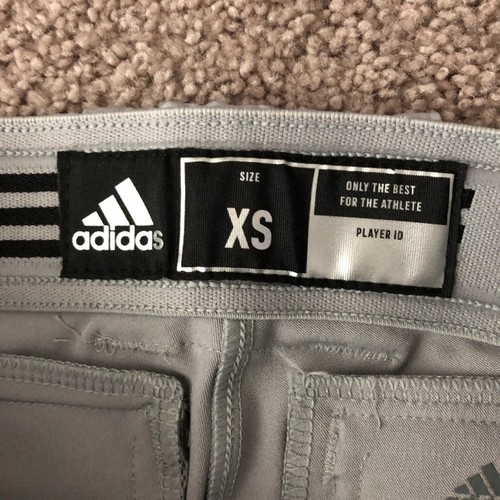 adidas
SIZE
XS
ONLY THE BEST
FOR THE ATHLETE
PLAYER ID